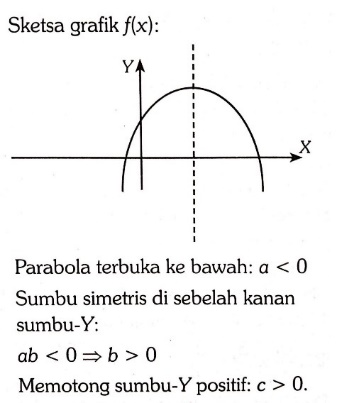 Sketsa grafik f(x):
Y
X
Parabola terbuka ke bawah: a < 0
Sumbu simetris di sebelah kanan
sumbu-Y:
ab < 0 ⇒ b > 0
Memotong sumbu-Y positif: c > 0.